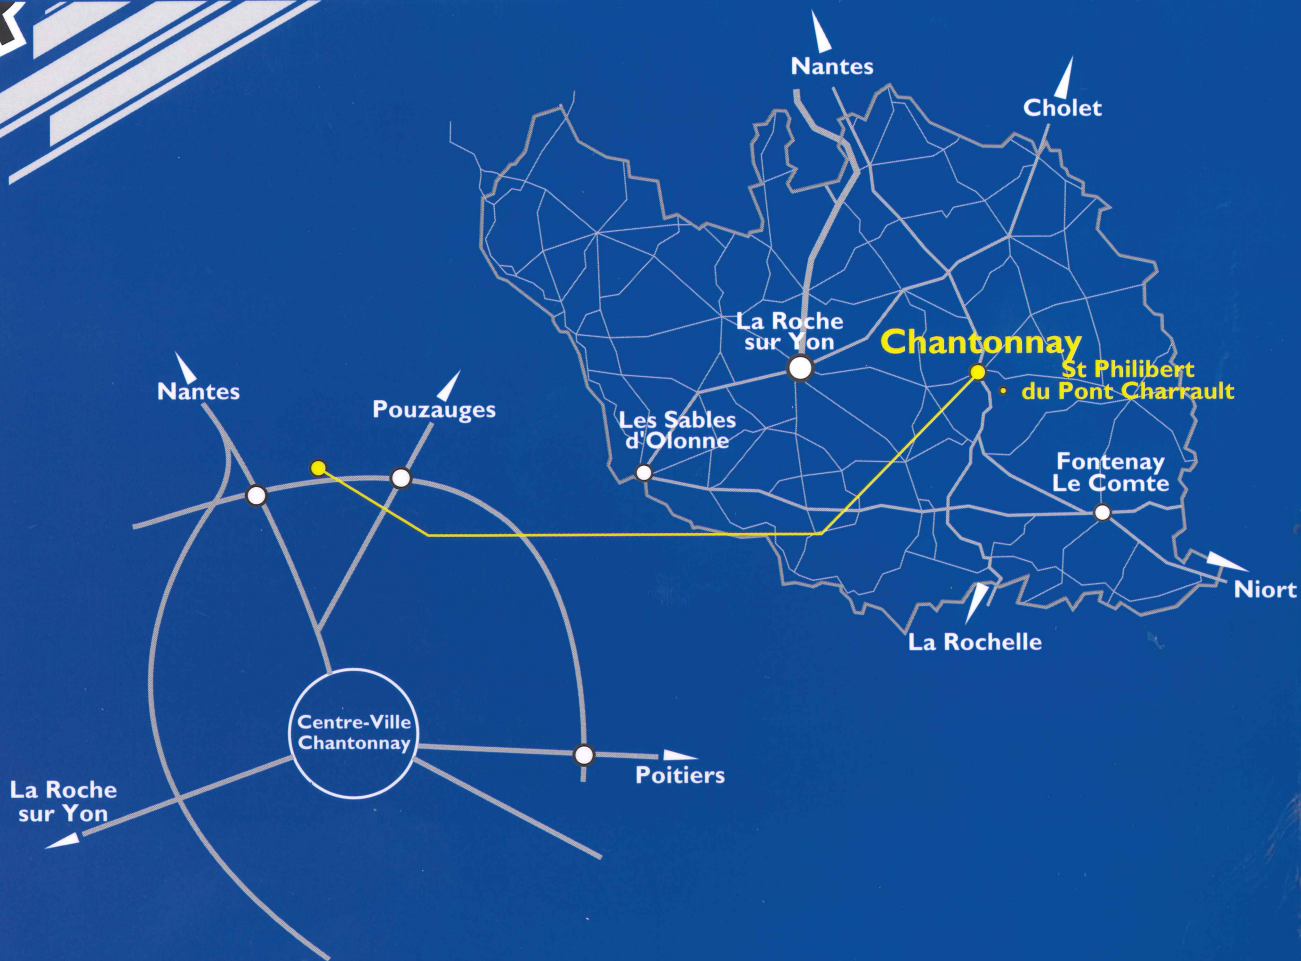 Nantes
Cholet
La Roche
sur Yon
Chantonnay
St Philibert
du Pont Charrault
Les Sables
d'Olonne
Fontenay
Le Comte
Niort
La Rochelle
Nantes
Pouzauges
Centre-Ville
Chantonnay
Poitiers
La Roche
sur Yon